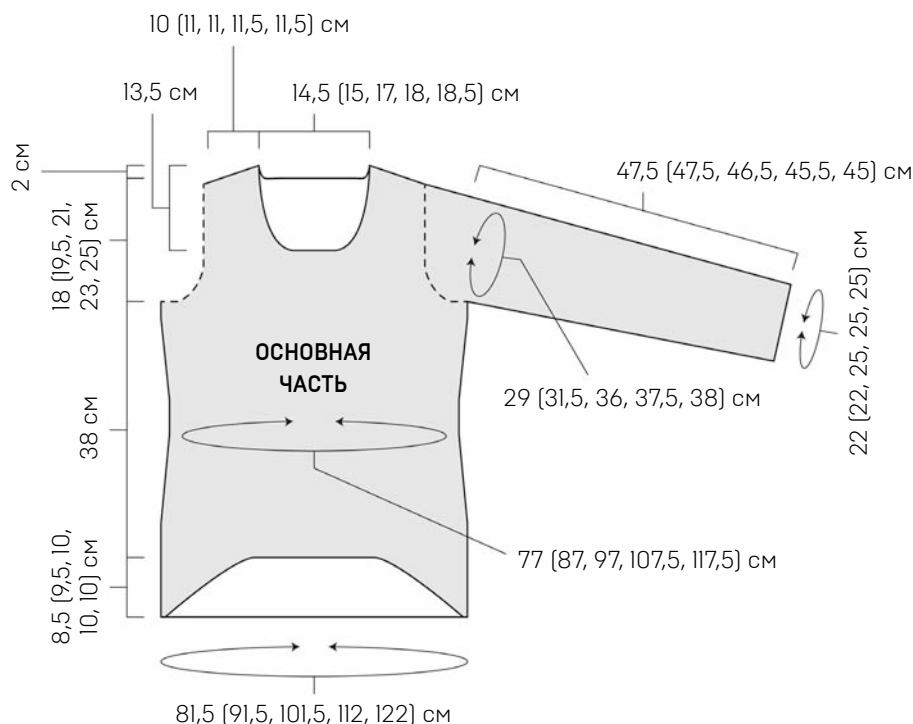 10 (11, 11, 11,5, 11,5) см
13,5 см
14,5 (15, 17, 18, 18,5) см
2 см
47,5 (47,5, 46,5, 45,5, 45) см
18 (19,5, 21,
23, 25) см
ОСНОВНАЯ
ЧАСТЬ
29 (31,5, 36, 37,5, 38) см
22 (22, 25, 25, 25) см
38 см
77 (87, 97, 107,5, 117,5) см
8,5 (9,5, 10,
10, 10) см
81,5 (91,5, 101,5, 112, 122) см